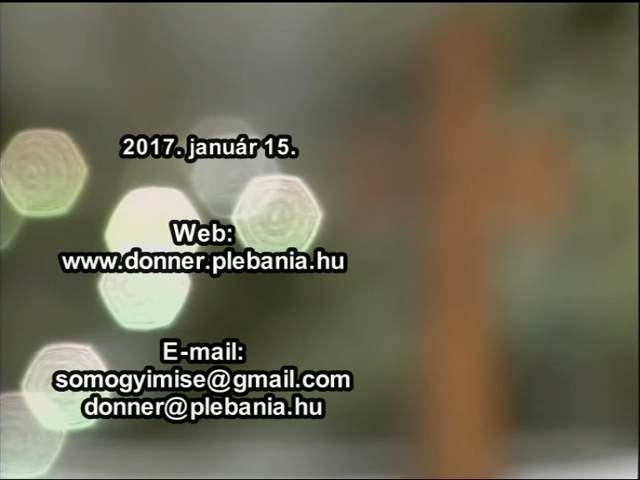 2017. január 15.
Web:
www.donner.plebania.hu
E-mail:
somogyimise@gmail.com
donner@plebania.hu